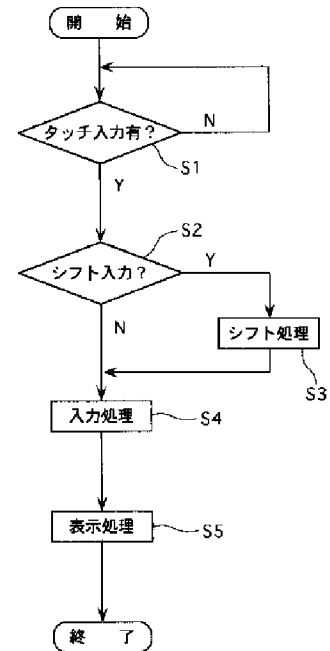 開 始
タッチ入力有？
N
S1
Y
S2
シフト入力？
Y
N
シフト処理
S3
入力処理
S4
表示処理
S5
終 了